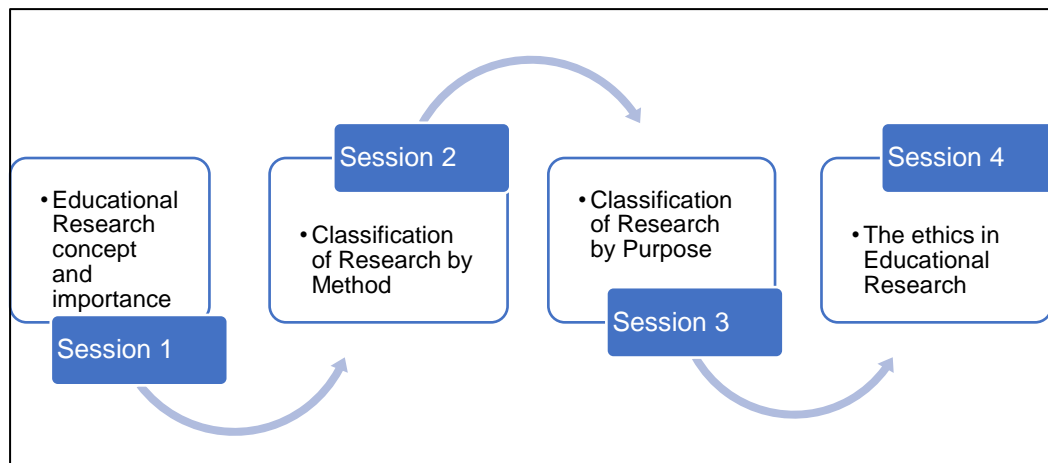 • Educational
Research
concept
and
importance
Session 1
Session 2
• Classification
of Research by
Method
• Classification
of Research
by Purpose
Session 3
Session 4
• The ethics in
Educational
Research